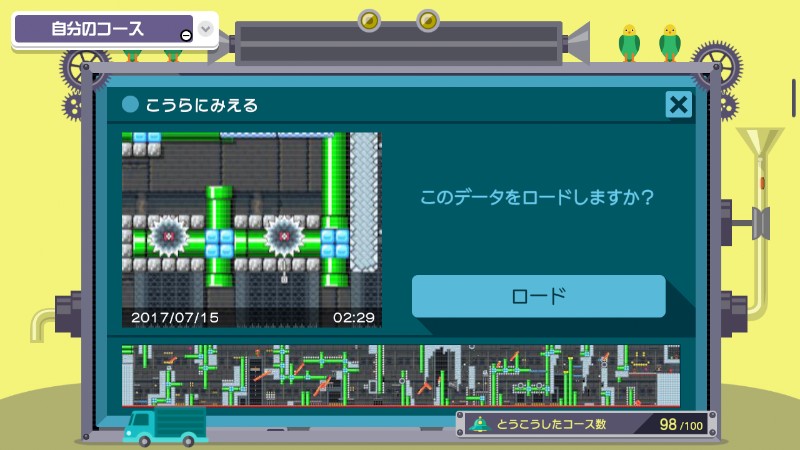 自分のコース
こうらにみえる
このデータをロードしますか?
ロード
2017/07/15 02:29
とうこうしたコース数 98/100